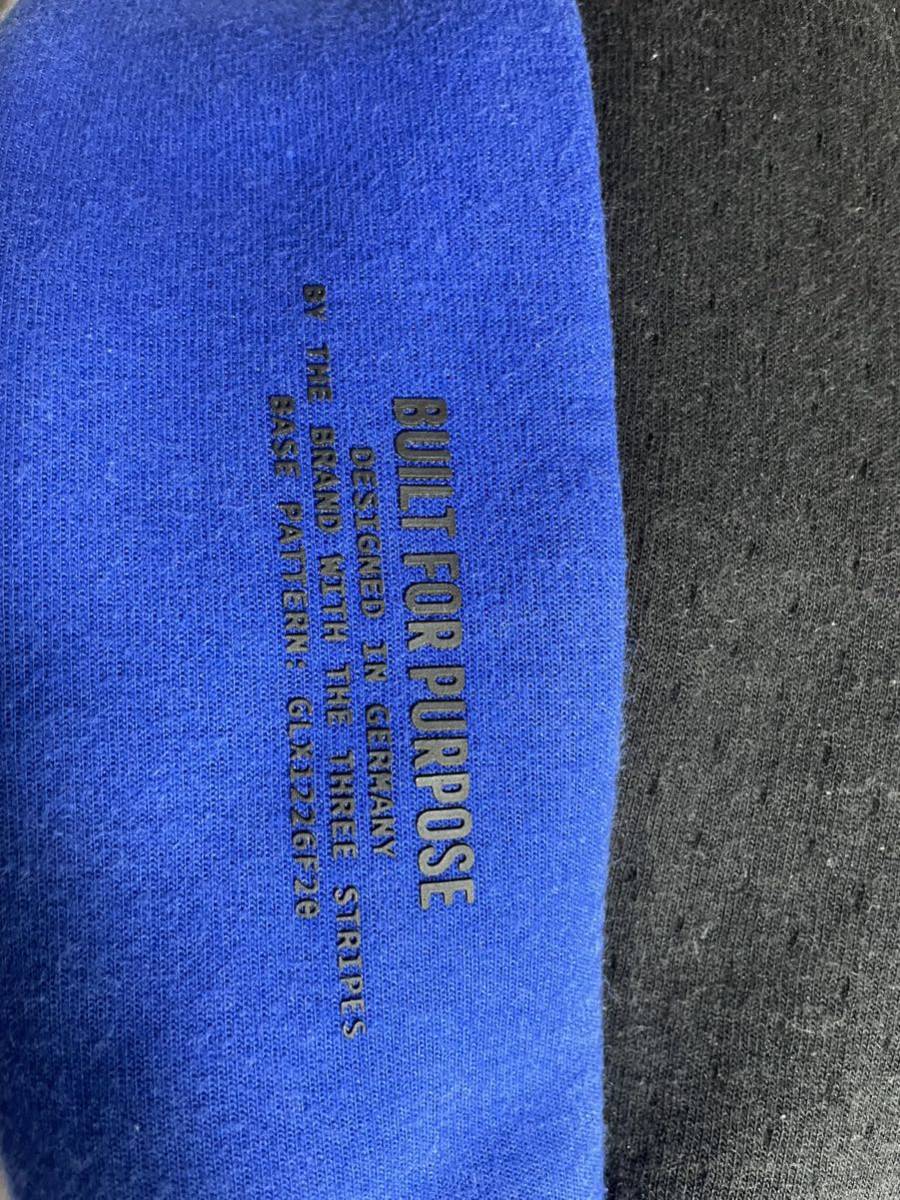 BUILT FOR PURPOSE
DESIGNED IN GERMANY
BY THE BRAND WITH THE THREE STRIPES
BASE PATTERN: GLX1226F20